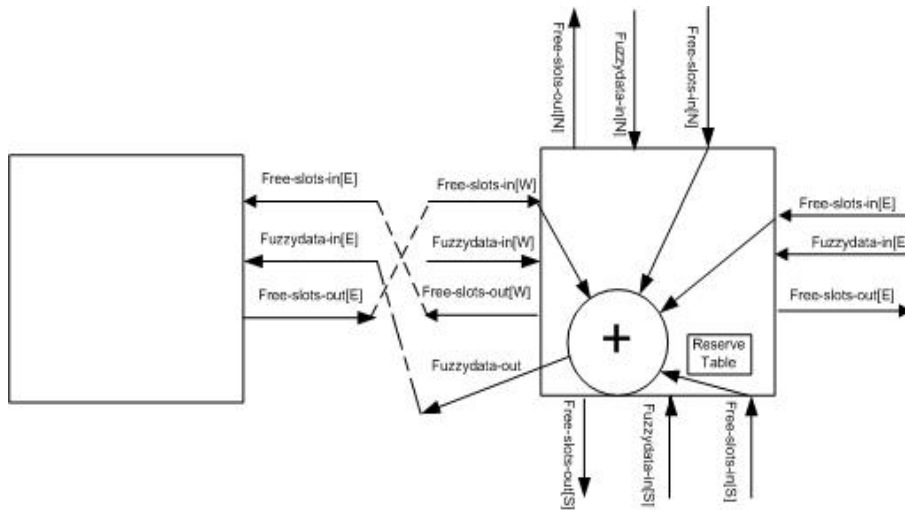 Free-slots-out[N]
Fuzzydata-in[N]
Free-slots-in[N]
Free-slots-in[E]
Fuzzydata-in[E]
Free-slots-out[E]
Free-slots-in[W]
Fuzzydata-in[W]
Free-slots-out[W]
Fuzzydata-out
Free-slots-in[E]
Fuzzydata-in[E
Free-slots-out[E]
+
Reserve
Table
Free-slots-out[S]
Fuzzydata-in[S]
Free-slots-in[S]